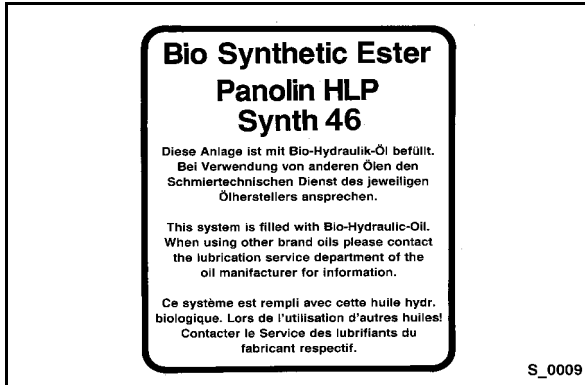 Bio Synthetic Ester
Panolin HLP
Synth 46
Diese Anlage ist mit Bio-Hydraulik-Öl befüllt.
Bei Verwendung von anderen Ölen den
Schmiertechnischen Dienst des jeweiligen
Ölherstellers ansprechen.
This system is filled with Bio-Hydraulic-Oil.
When using other brand oils please contact
the lubrication service department of the
oil manifacturer for information.
Ce système est rempli avec cette huile hydr.
biologique. Lors de l'utilisation d'autres huiles!
Contacter le Service des lubrifiants du
fabricant respectif.
S_0009